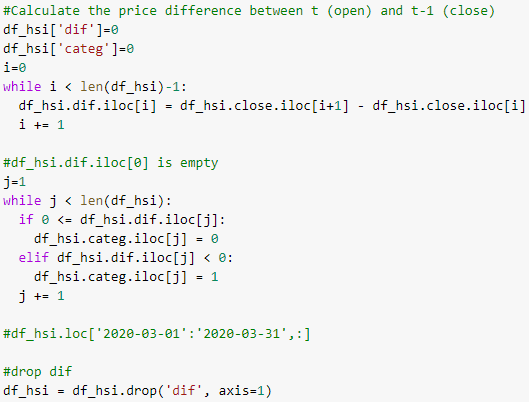 #Calculate the price difference between t (open) and t-1 (close)
df_hsi['dif']=0
df_hsi['categ']=0
i=0
while i < len(df_hsi)-1:
  df_hsi.dif.iloc[i] = df_hsi.close.iloc[i+1] - df_hsi.close.iloc[i]
  i += 1

#df_hsi.dif.iloc[0] is empty
j=1
while j < len(df_hsi):
  if 0 <= df_hsi.dif.iloc[j]:
    df_hsi.categ.iloc[j] = 0
  elif df_hsi.dif.iloc[j] < 0:
    df_hsi.categ.iloc[j] = 1
  j += 1

#df_hsi.loc['2020-03-01':'2020-03-31',:]

#drop dif
df_hsi = df_hsi.drop('dif', axis=1)